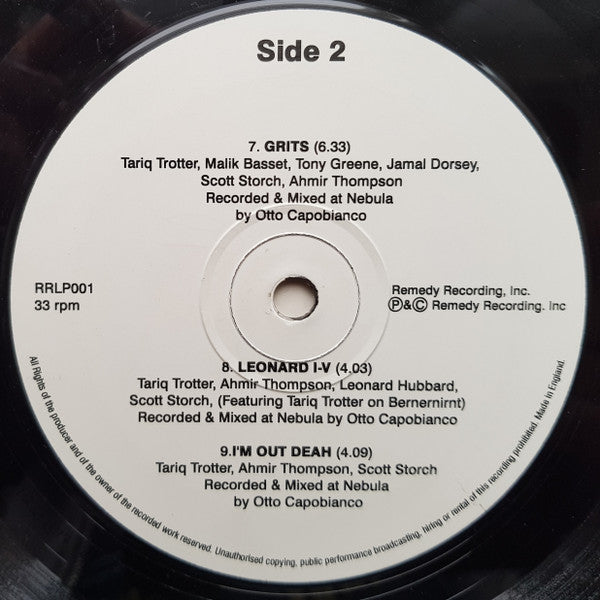 Side 2
7. GRITS (6.33)
Tariq Trotter, Malik Basset, Tony Greene, Jamal Dorsey,
Scott Storch, Ahmir Thompson
Recorded & Mixed at Nebula
by Otto Capobianco
RRLP001
33 rpm
Remedy Recording, Inc.
Ⓟ&Ⓒ Remedy Recording. Inc
8. LEONARD I-V (4.03)
Tariq Trotter, Ahmir Thompson, Leonard Hubbard,
Scott Storch, (Featuring Tariq Trotter on Bernernirnt)
Recorded & Mixed at Nebula by Otto Capobianco
9.I'M OUT DEAH (4.09)
Tariq Trotter, Ahmir Thompson, Scott Storch
Recorded & Mixed at Nebula
by Otto Capobianco
All Rights of the producer and of the owner of the recorded work reserved. Unauthorised copying, public performance broadcasting, hiring or rental of this recording prohibited. Made in England.